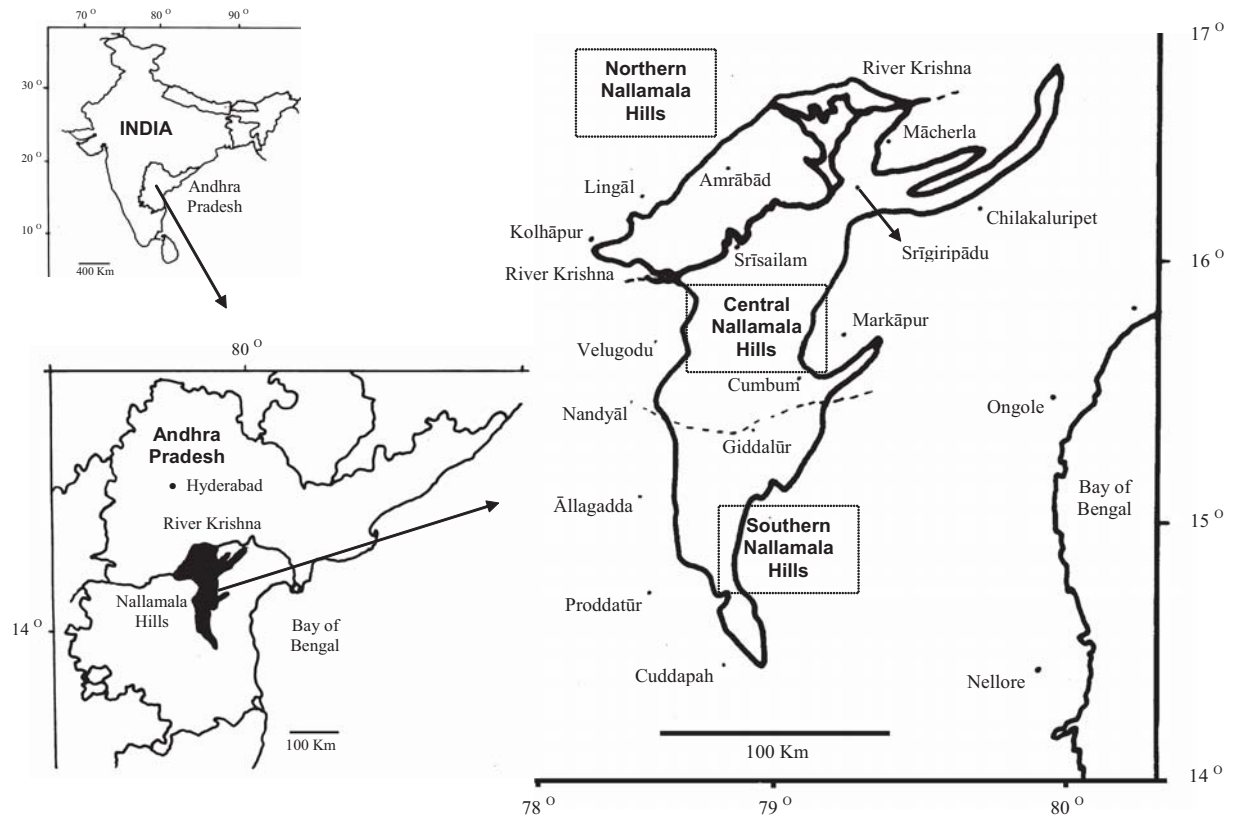 70 O
80 O
90 O
30 O
20 O
10 O
INDIA
Andhra
Pradesh
400 Km
80 O
Andhra
Pradesh
Hyderabad
River Krishna
Nallamala
Hills
14 O
Bay of
Bengal
100 Km
17 O
Northern
Nallamala
Hills
River Krishna
Mācherla
Amrābād
Lingāl
Chilakaluripet
Kolhāpur
Srīgiripādu
Srīsailam
River Krishna
16 O
Central
Nallamala
Hills
Markāpur
Velugodu
Cumbum
Nandyāl
Ongole
Giddalūr
Āllagadda
Bay of
Bengal
15 O
Southern
Nallamala
Hills
Proddatūr
Cuddapah
Nellore
100 Km
14 O
78 O
79 O
80 O